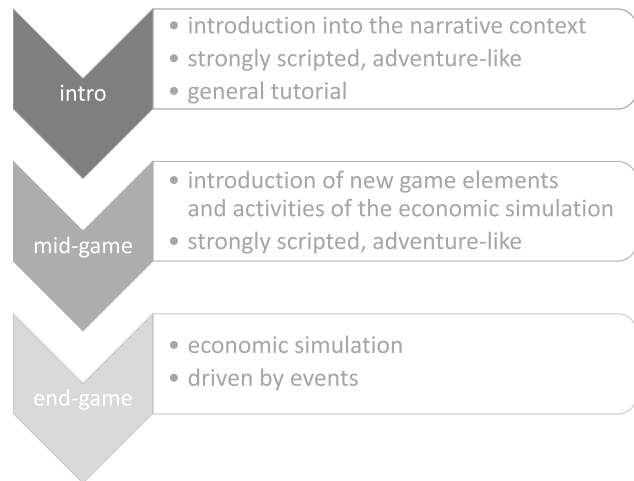 intro
• introduction into the narrative context
• strongly scripted, adventure-like
• general tutorial
mid-game
• introduction of new game elements
and activities of the economic simulation
• strongly scripted, adventure-like
end-game
• economic simulation
• driven by events